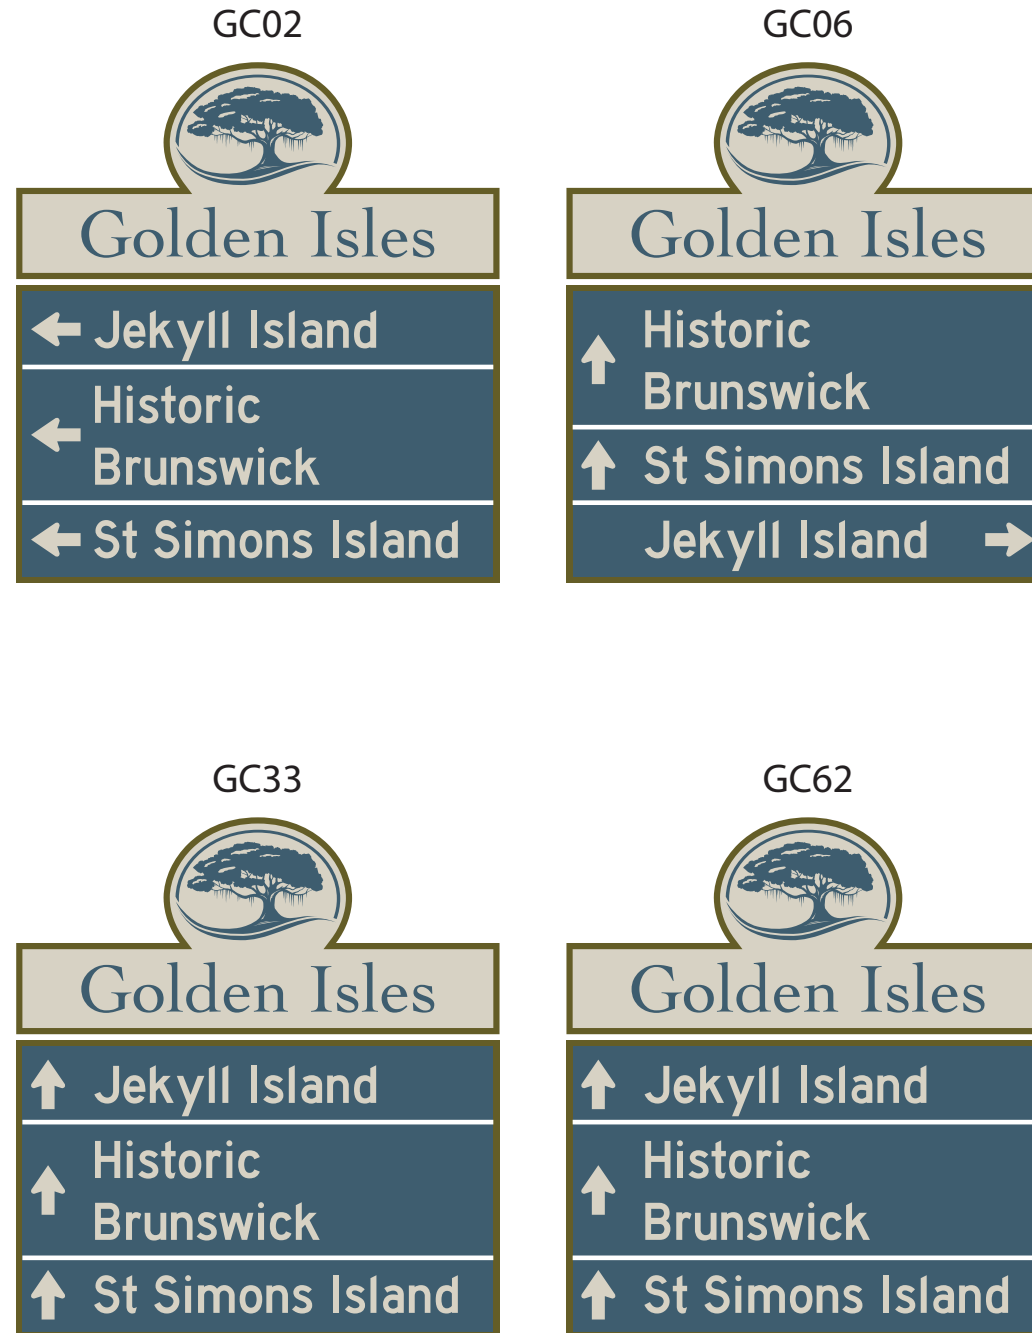 GC02
Golden Isles
Jekyll Island
Historic
Brunswick
St Simons Island
GC06
Golden Isles
Historic
Brunswick
St Simons Island
Jekyll Island
GC33
Golden Isles
Jekyll Island
Historic
Brunswick
St Simons Island
GC62
Golden Isles
Jekyll Island
Historic
Brunswick
St Simons Island